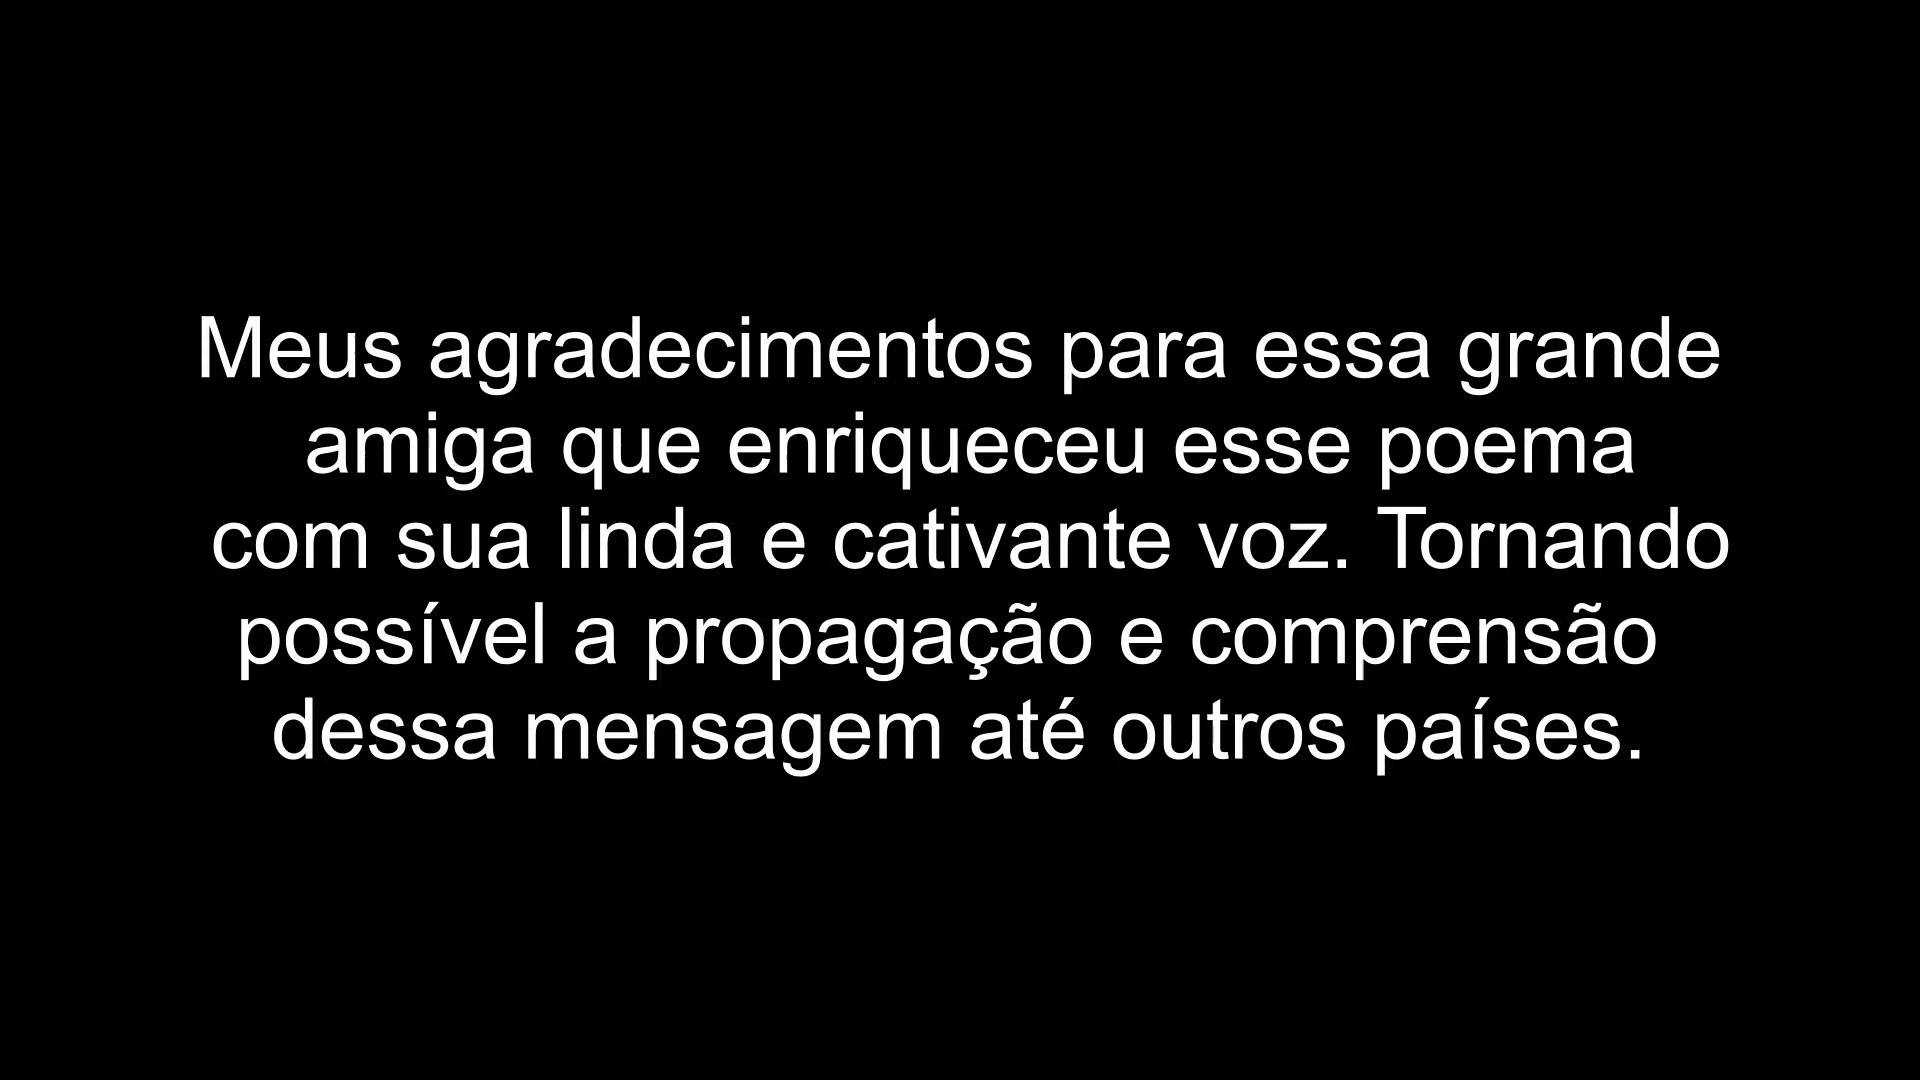 Meus agradecimentos para essa grande
amiga que enriqueceu esse poema
com sua linda e cativante voz. Tornando
possível a propagação e comprensão
dessa mensagem até outros países.